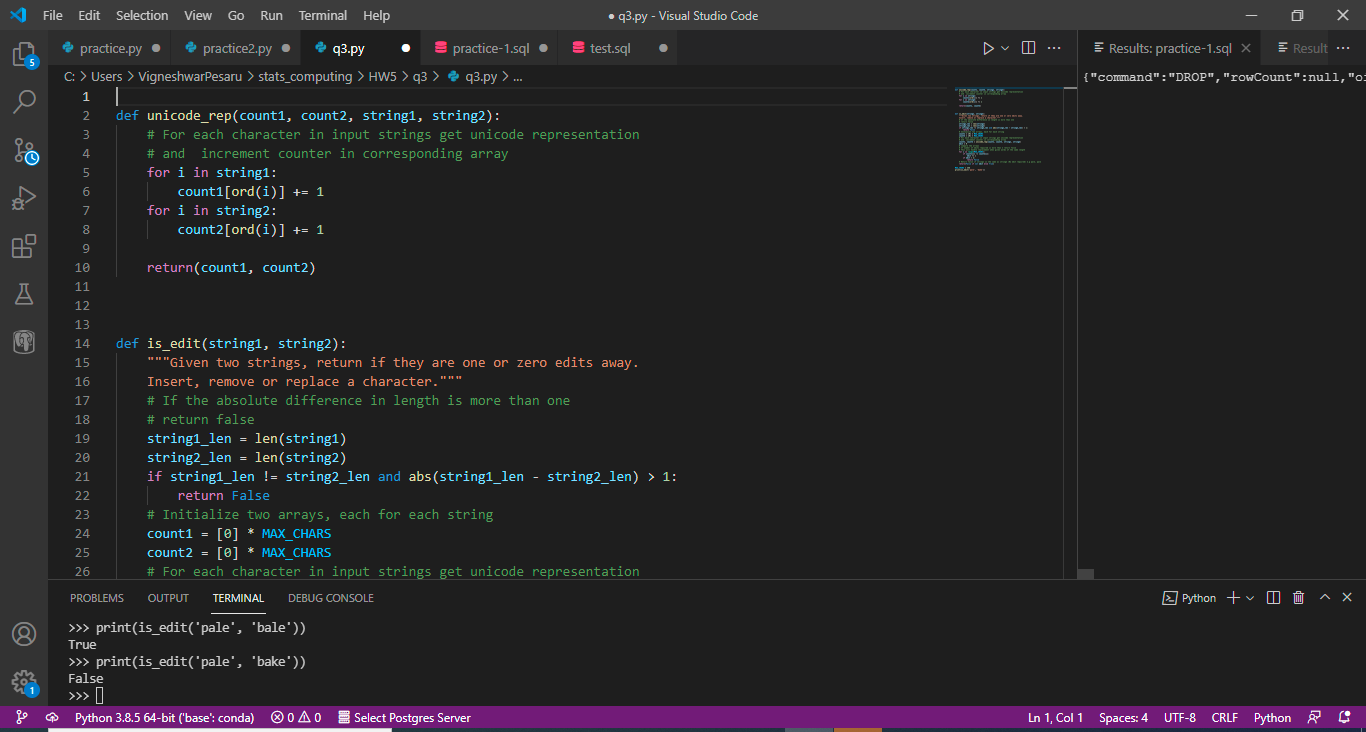 File Edit Selection View Go Run Terminal Help
● q3.py - Visual Studio Code
practice.py practice2.py q3.py practice-1.sql test.sql
Results: practice-1.sql Result
C: > Users > VigneshwarPesaru > stats_computing > HW5 > q3 > q3.py > ...
{"command":"DROP","rowCount":null,
5
1
2 def unicode_rep(count1, count2, string1, string2):
3 # For each character in input strings get unicode representation
4 # and  increment counter in corresponding array
5 for i in string1:
6 count1[ord(i)] += 1
7 for i in string2:
8 count2[ord(i)] += 1
9
10 return(count1, count2)
11
12
13
14 def is_edit(string1, string2):
15 """Given two strings, return if they are one or zero edits away.
16 Insert, remove or replace a character."""
17 # If the absolute difference in length is more than one
18 # return false
19 string1_len = len(string1)
20 string2_len = len(string2)
21 if string1_len != string2_len and abs(string1_len - string2_len) > 1:
22 return False
23 # Initialize two arrays, each for each string
24 count1 = [0] * MAX_CHARS
25 count2 = [0] * MAX_CHARS
26 # For each character in input strings get unicode representation
PROBLEMS OUTPUT TERMINAL DEBUG CONSOLE
Python
>>> print(is_edit('pale', 'bale'))
True
>>> print(is_edit('pale', 'bake'))
False
>>>
1
Python 3.8.5 64-bit ('base': conda) 0 0 Select Postgres Server
Ln 1, Col 1 Spaces: 4 UTF-8 CRLF Python